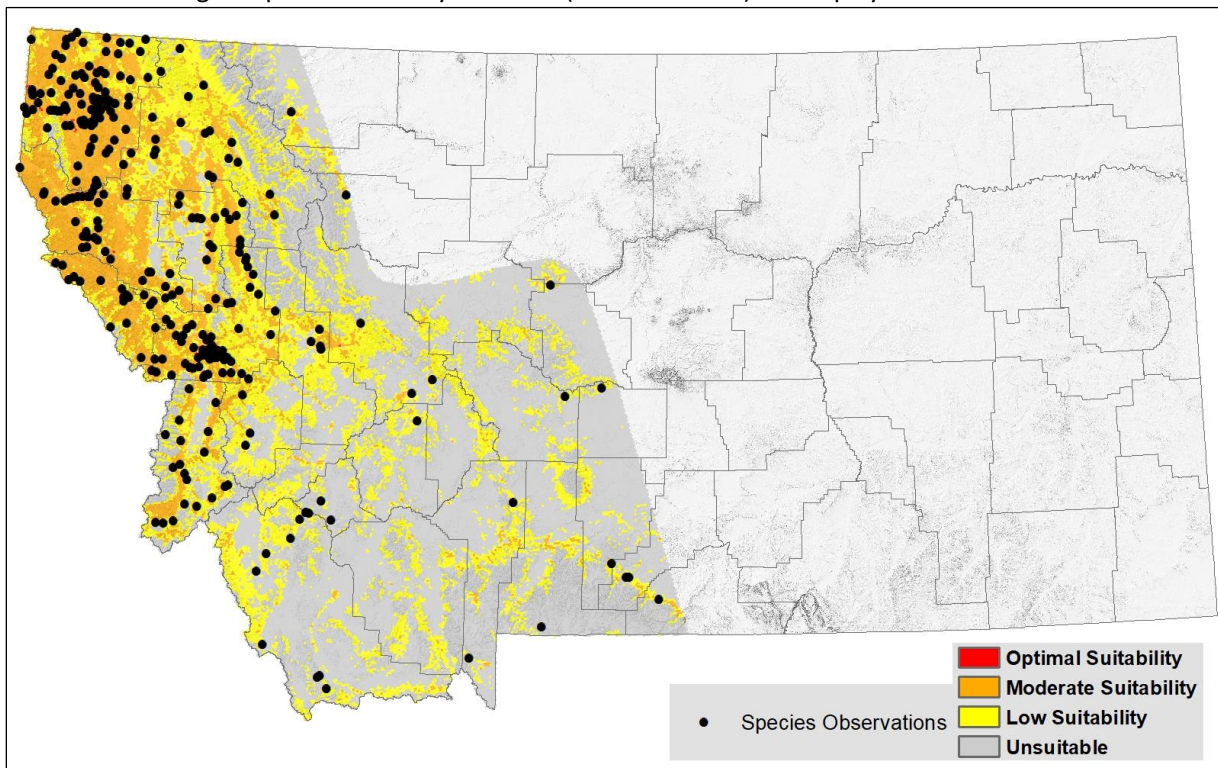 Optimal Suitability
Moderate Suitability
Species Observations
Low Suitability
Unsuitable